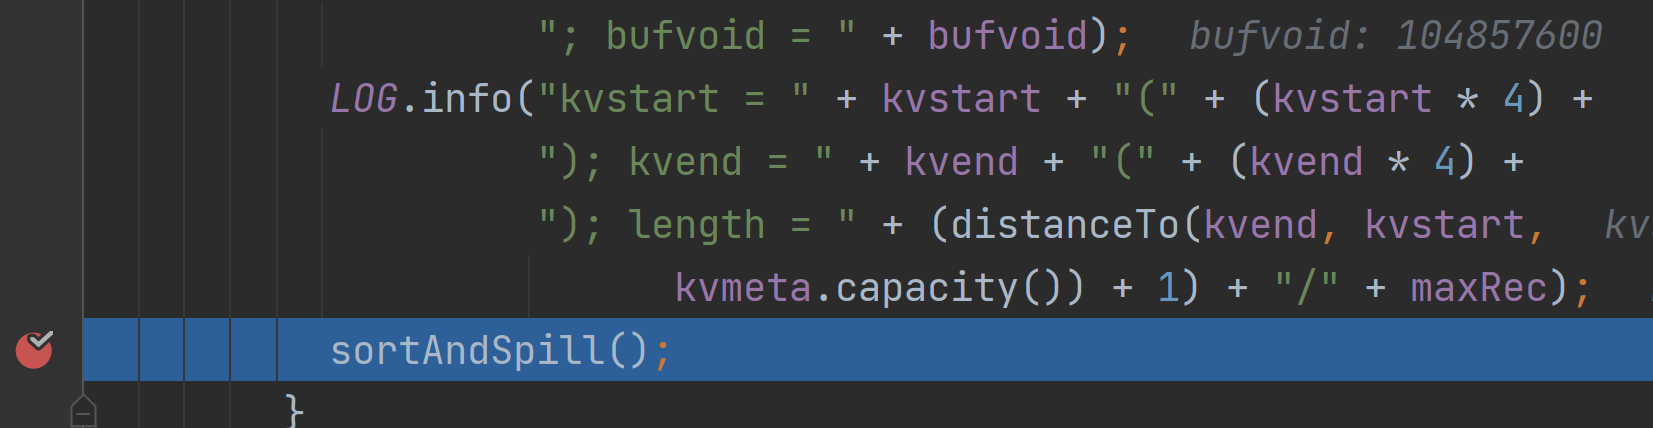 "; bufvoid = " + bufvoid); bufvoid: 104857600
LOG.info("kvstart = " + kvstart + "(" + (kvstart * 4) +
"); kvend = " + kvend + "(" + (kvend * 4) +
"); length = " + (distanceTo(kvend, kvstart,
kvmeta.capacity()) + 1) + "/" + maxRec);
sortAndSpill();
}